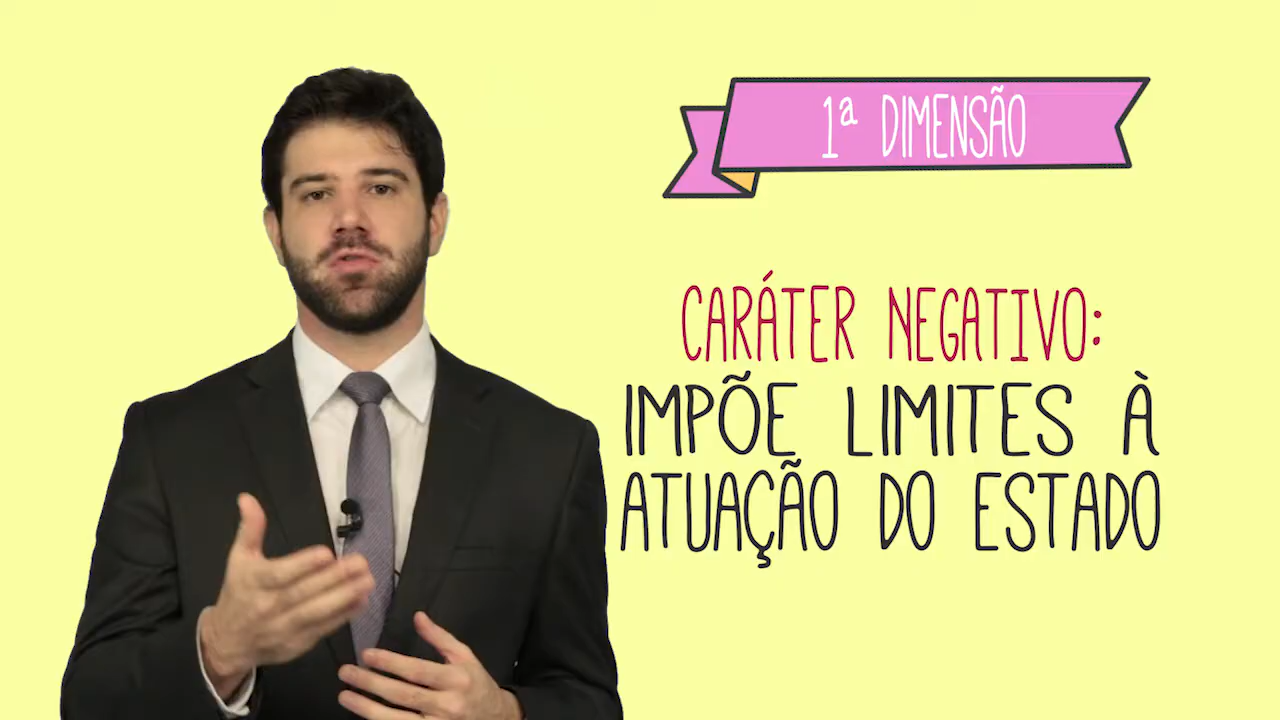 1ª DIMENSÃO
CARÁTER NEGATIVO:
IMPÕE LIMITES À
ATUAÇÃO DO ESTADO